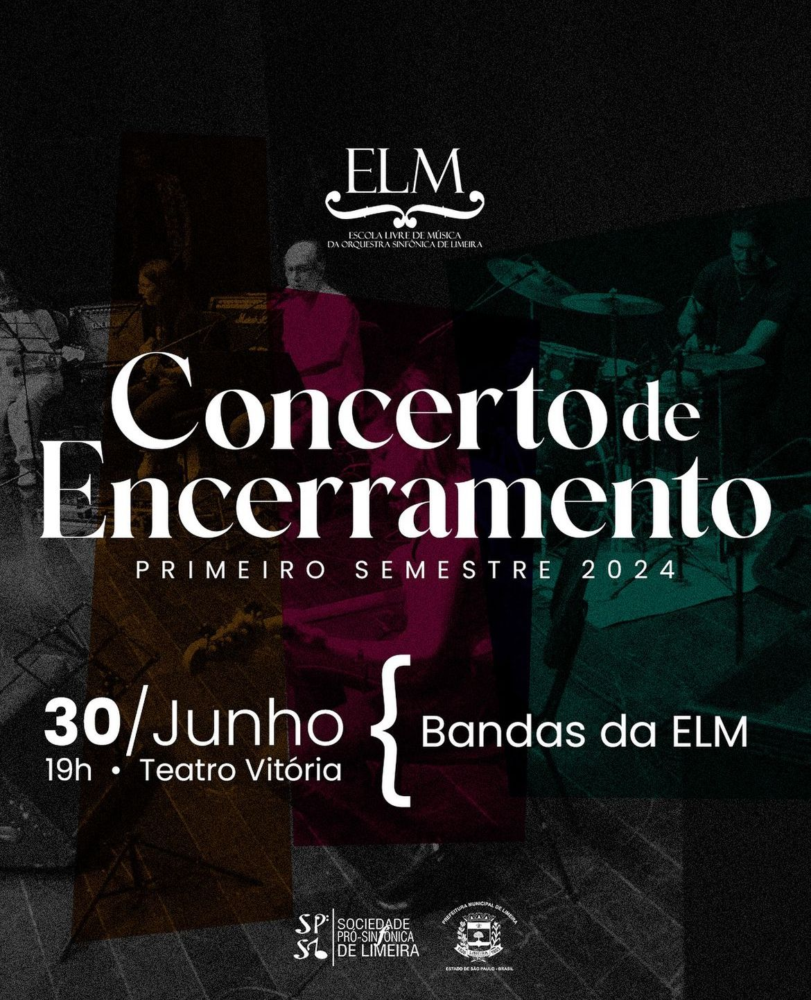 ELM
ESCOLA LIVRE DE MÚSICA
DA ORQUESTRA SINFÔNICA DE LIMEIRA
Concerto de
Encerramento
PRIMEIRO SEMESTRE 2024
30/Junho
19h • Teatro Vitória
{ Bandas da ELM
SOCIEDADE
PRÓ-SINFÔNICA
DE LIMEIRA
PREFEITURA MUNICIPAL DE LIMEIRA
ESTADO DE SÃO PAULO - BRASIL